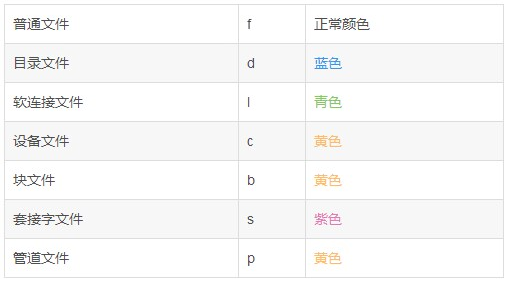 普通文件 f 正常颜色
目录文件 d 蓝色
软连接文件 l 青色
设备文件 c 黄色
块文件 b 黄色
套接字文件 s 紫色
管道文件 p 黄色